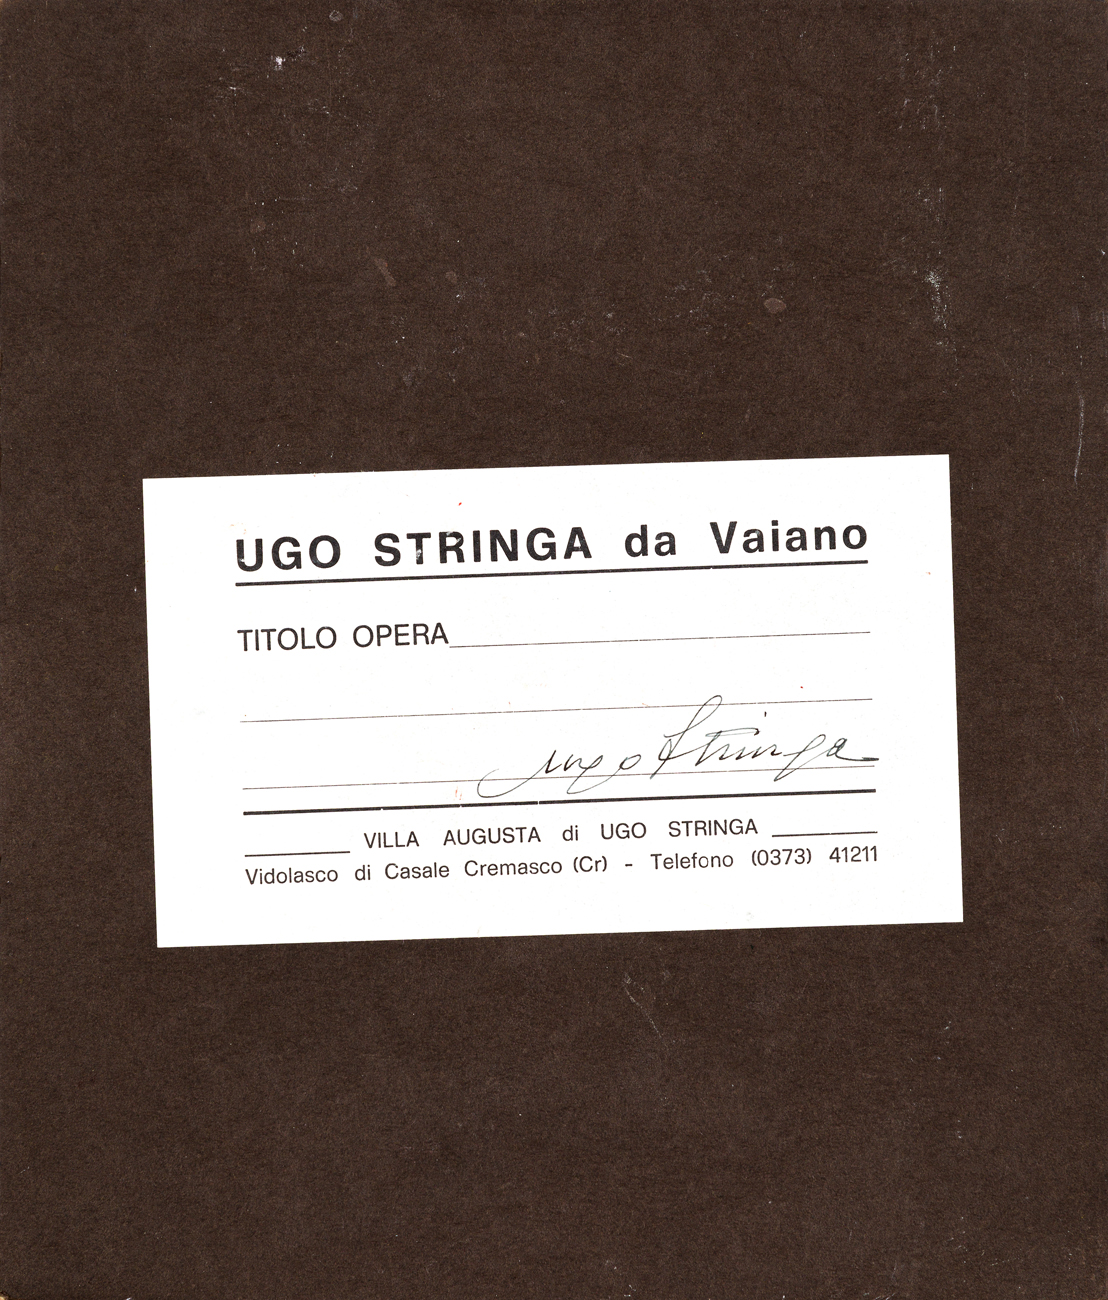 UGO STRINGA da Vaiano
TITOLO OPERA
ugo Stringa
VILLA AUGUSTA di UGO STRINGA
Vidolasco di Casale Cremasco (Cr) - Telefono (0373) 41211